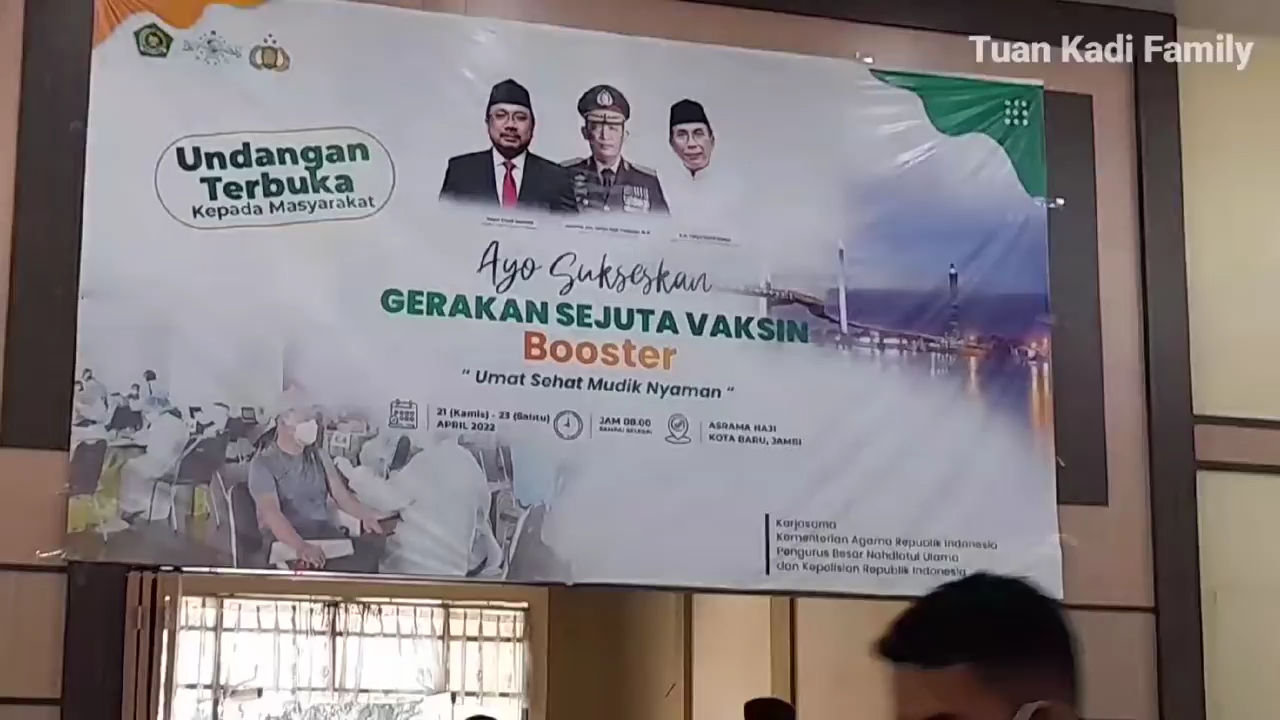 Tuan Kadi Family
Undangan
Terbuka
Kepada Masyarakat
Ayo Sukseskan
GERAKAN SEJUTA VAKSIN
Booster
" Umat Sehat Mudik Nyaman "
21 (Kamis) - 23 (Sabtu)
APRIL 2022
JAM 08.00
SAMPAI SELESAI
ASRAMA HAJI
KOTA BARU, JAMBI
Kerjasama
Kementerian Agama Republik Indonesia
Pengurus Besar Nahdlatul Ulama
dan Kepolisian Republik Indonesia